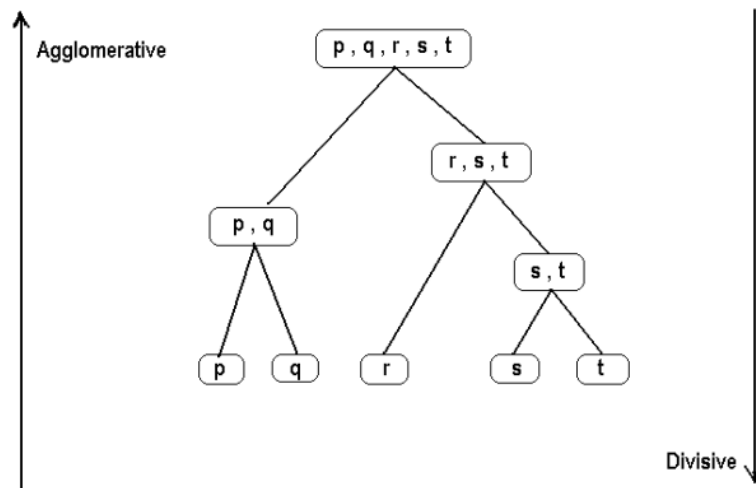 Agglomerative
p , q , r , s , t
r , s , t
p , q
s , t
p
q
r
s
t
Divisive